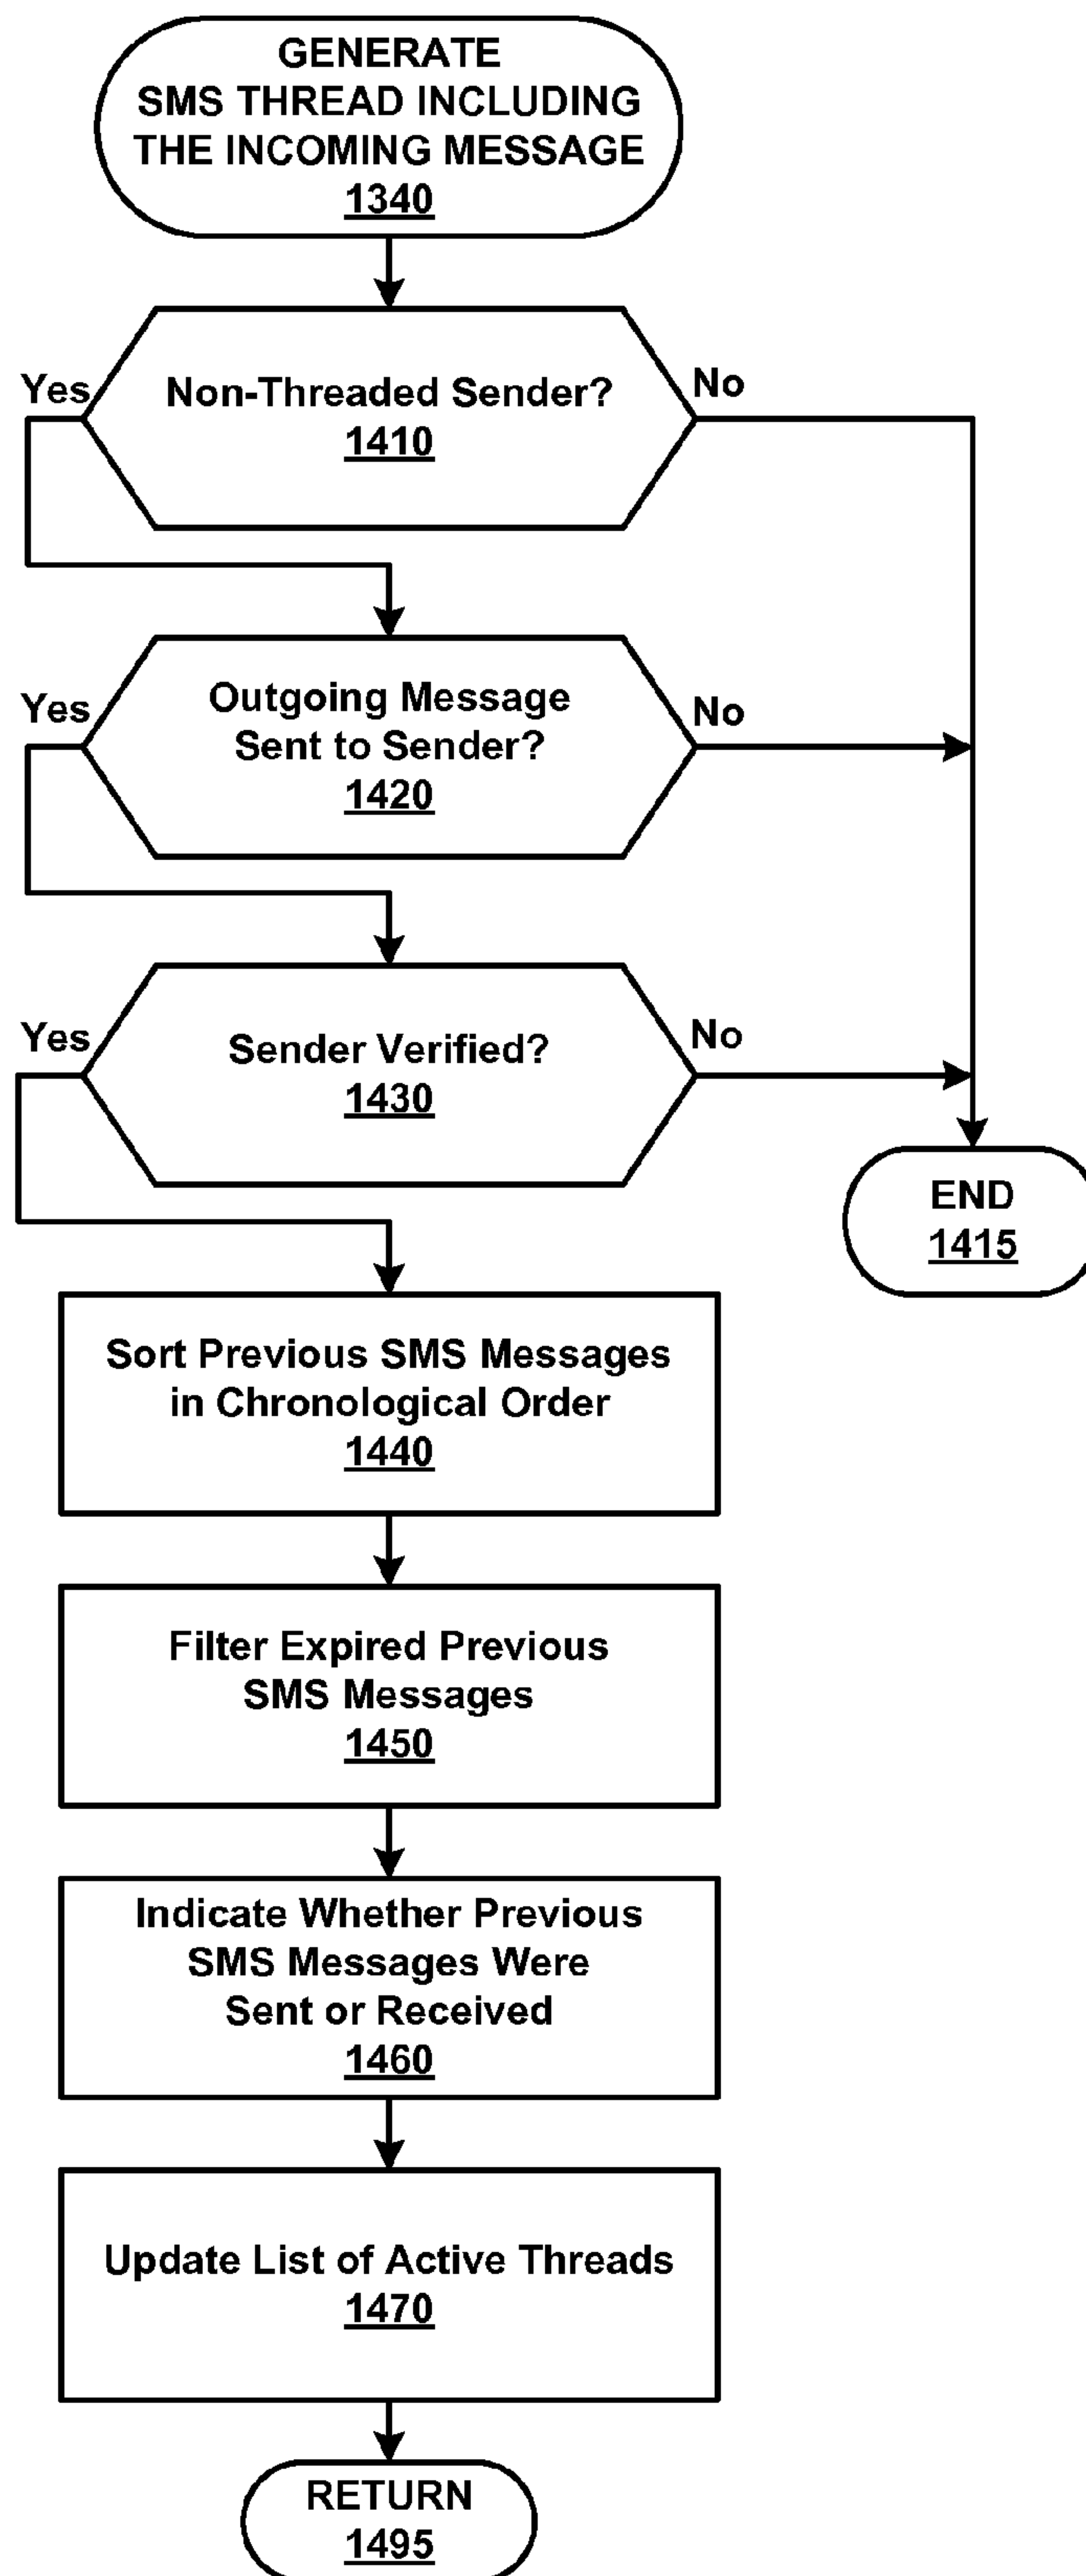 GENERATE
SMS THREAD INCLUDING
THE INCOMING MESSAGE
1340
Non-Threaded Sender?
1410
Yes
No
Outgoing Message
Sent to Sender?
1420
Yes
No
Sender Verified?
1430
Yes
No
END
1415
Sort Previous SMS Messages
in Chronological Order
1440
Filter Expired Previous
SMS Messages
1450
Indicate Whether Previous
SMS Messages Were
Sent or Received
1460
Update List of Active Threads
1470
RETURN
1495